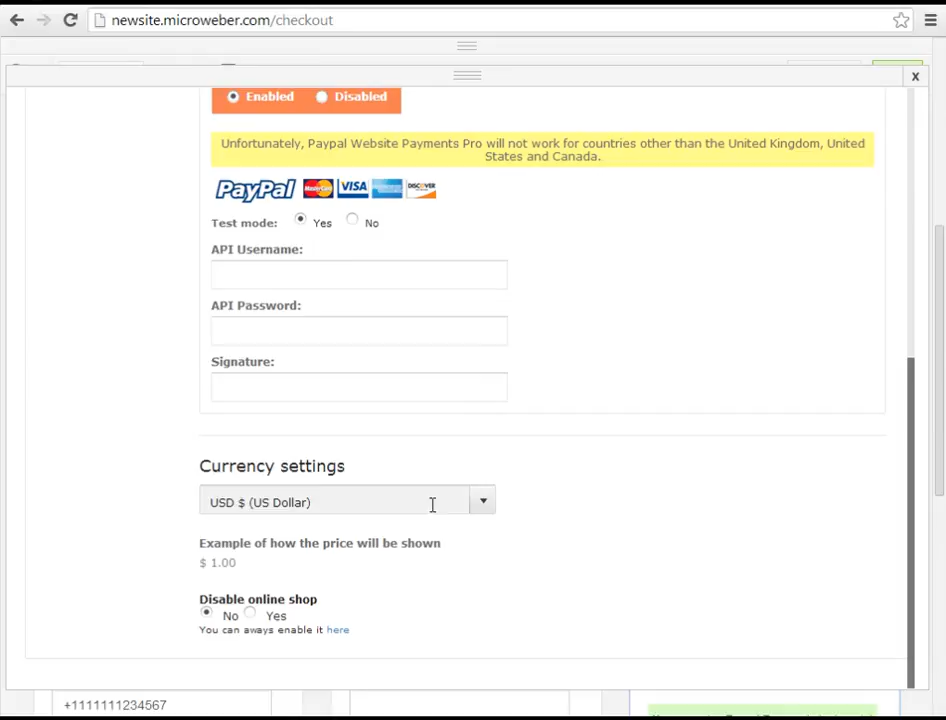 newsite.microweber.com/checkout
x
Enabled Disabled
Unfortunately, Paypal Website Payments Pro will not work for countries other than the United Kingdom, United
States and Canada.
PayPal MasterCard VISA DISCOVER
Test mode: Yes No
API Username:
API Password:
Signature:
Currency settings
USD $ (US Dollar)
Example of how the price will be shown
$ 1.00
Disable online shop
No Yes
You can aways enable it here
+1111111234567